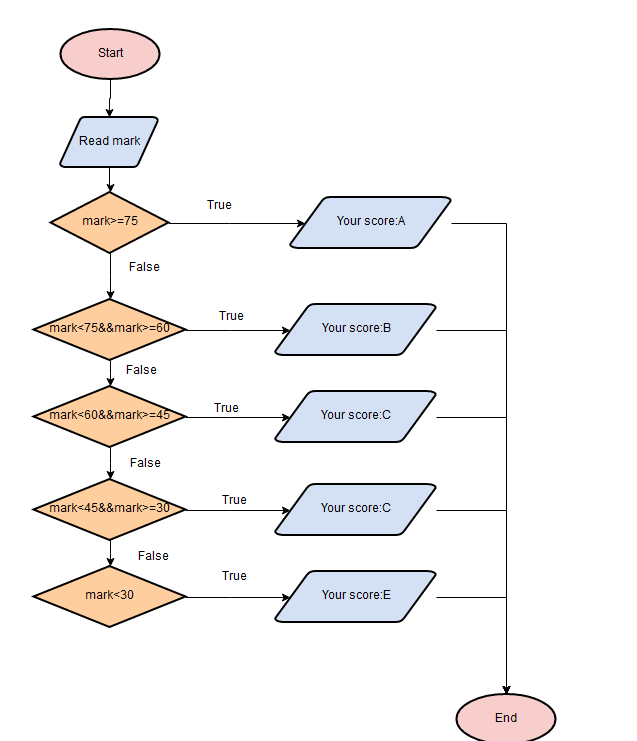 Start
Read mark
mark>=75
True
Your score:A
False
mark<75&&mark>=60
True
Your score:B
False
mark<60&&mark>=45
True
Your score:C
False
mark<45&&mark>=30
True
Your score:C
False
mark<30
True
Your score:E
End